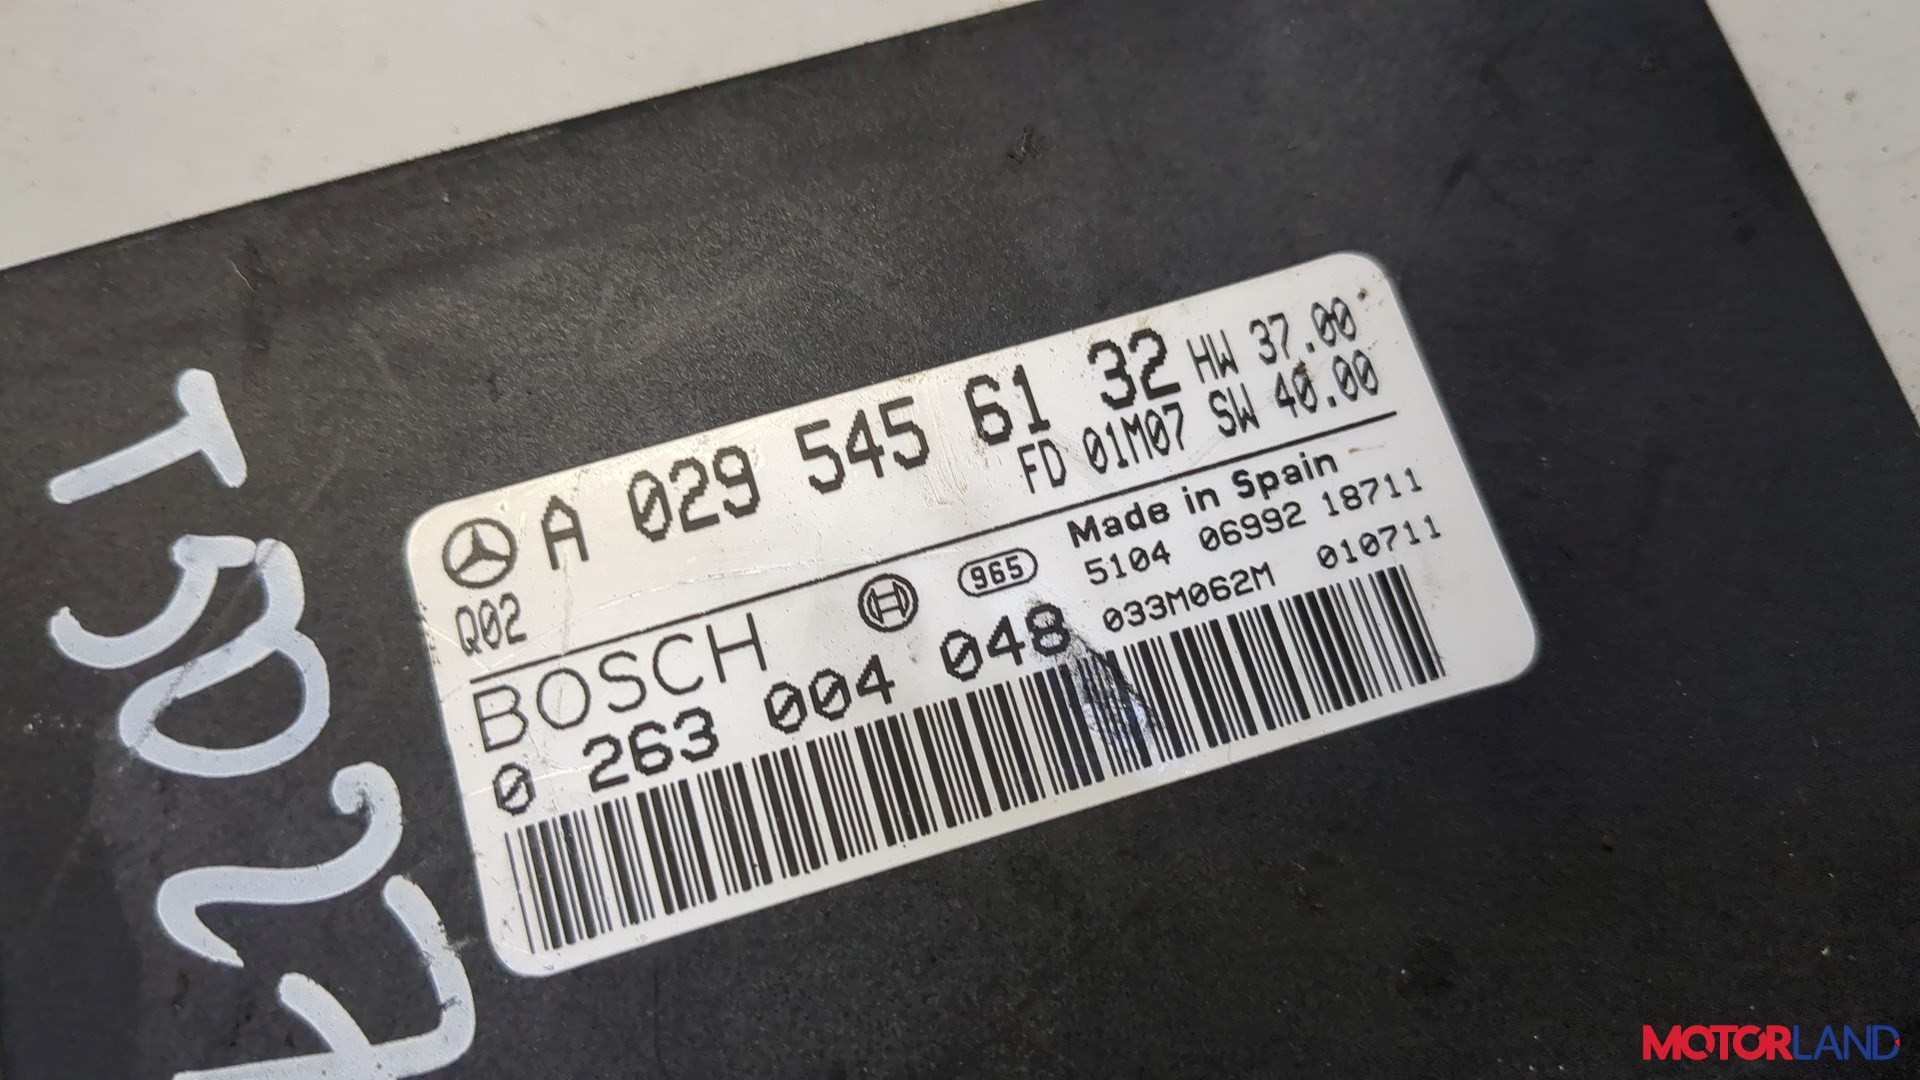 A 029 545 61 32 HW 37.00
Q02 FD 01M07 SW 40.00
Made in Spain
BOSCH 965 5104 06992 18711
0 263 004 048 033M062M 010711
MOTORLAND